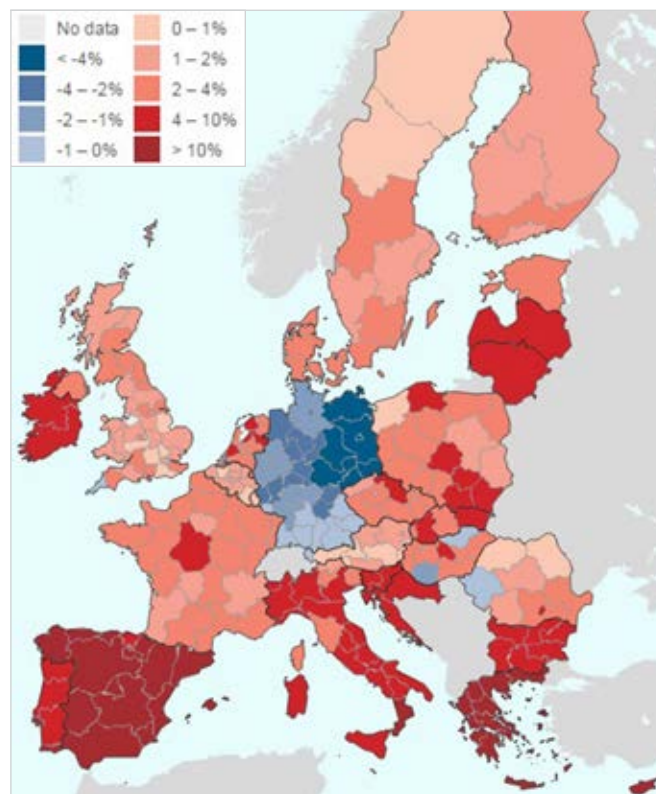 No data
< -4%
-4 – -2%
-2 – -1%
-1 – 0%
0 – 1%
1 – 2%
2 – 4%
4 – 10%
> 10%